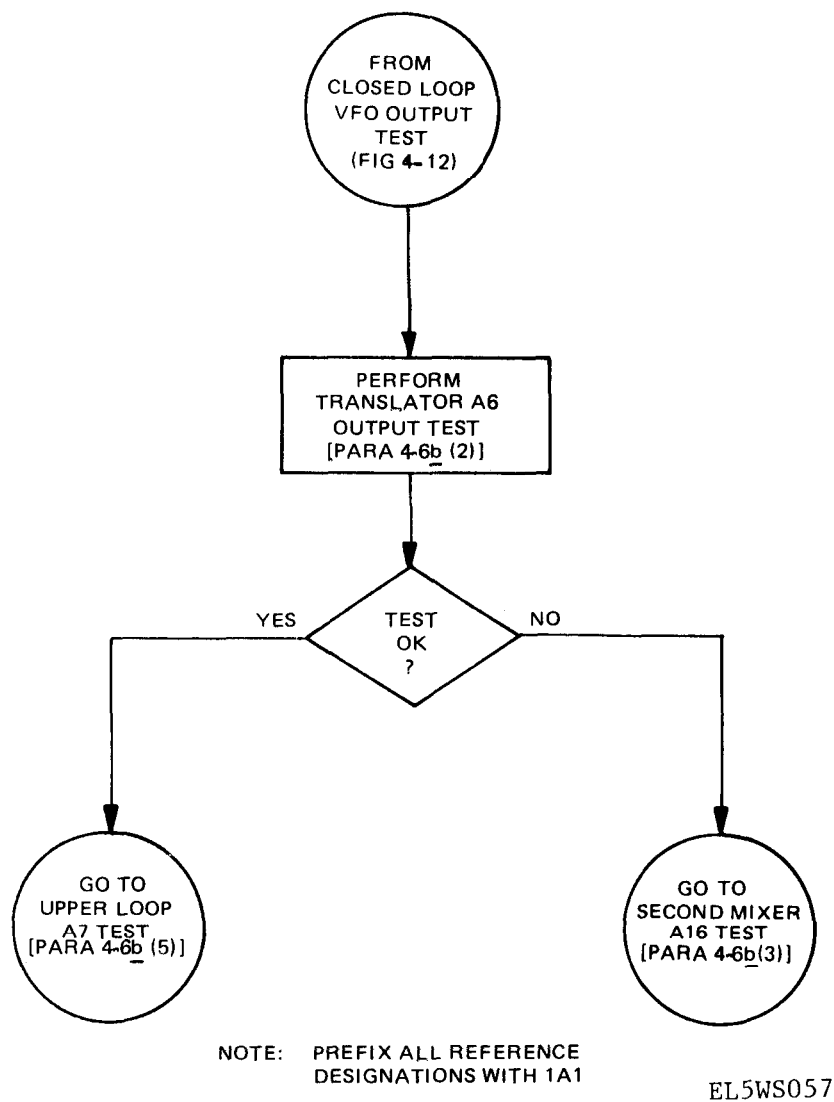 FROM
CLOSED LOOP
VFO OUTPUT
TEST
(FIG 4-12)
PERFORM
TRANSLATOR A6
OUTPUT TEST
[PARA 4-6b (2)]
YES
TEST
OK
?
NO
GO TO
UPPER LOOP
A7 TEST
[PARA 4-6b (5)]
GO TO
SECOND MIXER
A16 TEST
[PARA 4-6b(3)]
NOTE: PREFIX ALL REFERENCE
DESIGNATIONS WITH 1A1
EL5WS057